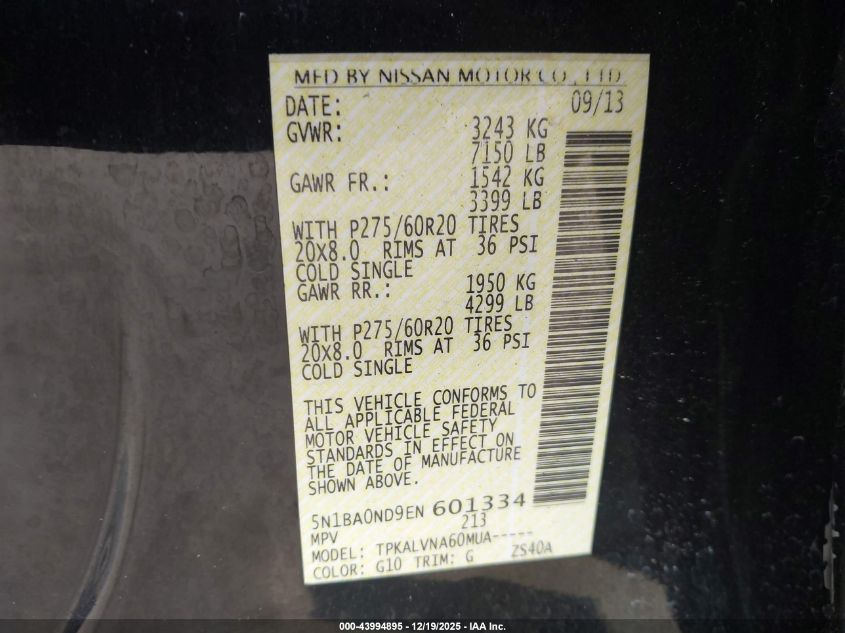 MFD BY NISSAN MOTOR CO., LTD.
DATE: 09/13
GVWR: 3243 KG
7150 LB
GAWR FR.: 1542 KG
3399 LB
WITH P275/60R20 TIRES
20X8.0 RIMS AT 36 PSI
COLD SINGLE
GAWR RR.: 1950 KG
4299 LB
WITH P275/60R20 TIRES
20X8.0 RIMS AT 36 PSI
COLD SINGLE
THIS VEHICLE CONFORMS TO
ALL APPLICABLE FEDERAL
MOTOR VEHICLE SAFETY
STANDARDS IN EFFECT ON
THE DATE OF MANUFACTURE
SHOWN ABOVE.
5N1BA0ND9EN 601334
MPV 213
MODEL: TPKALVNA60MUA-----
COLOR: G10 TRIM: G ZS40A
000-43994895 - 12/19/2025 - IAA Inc.